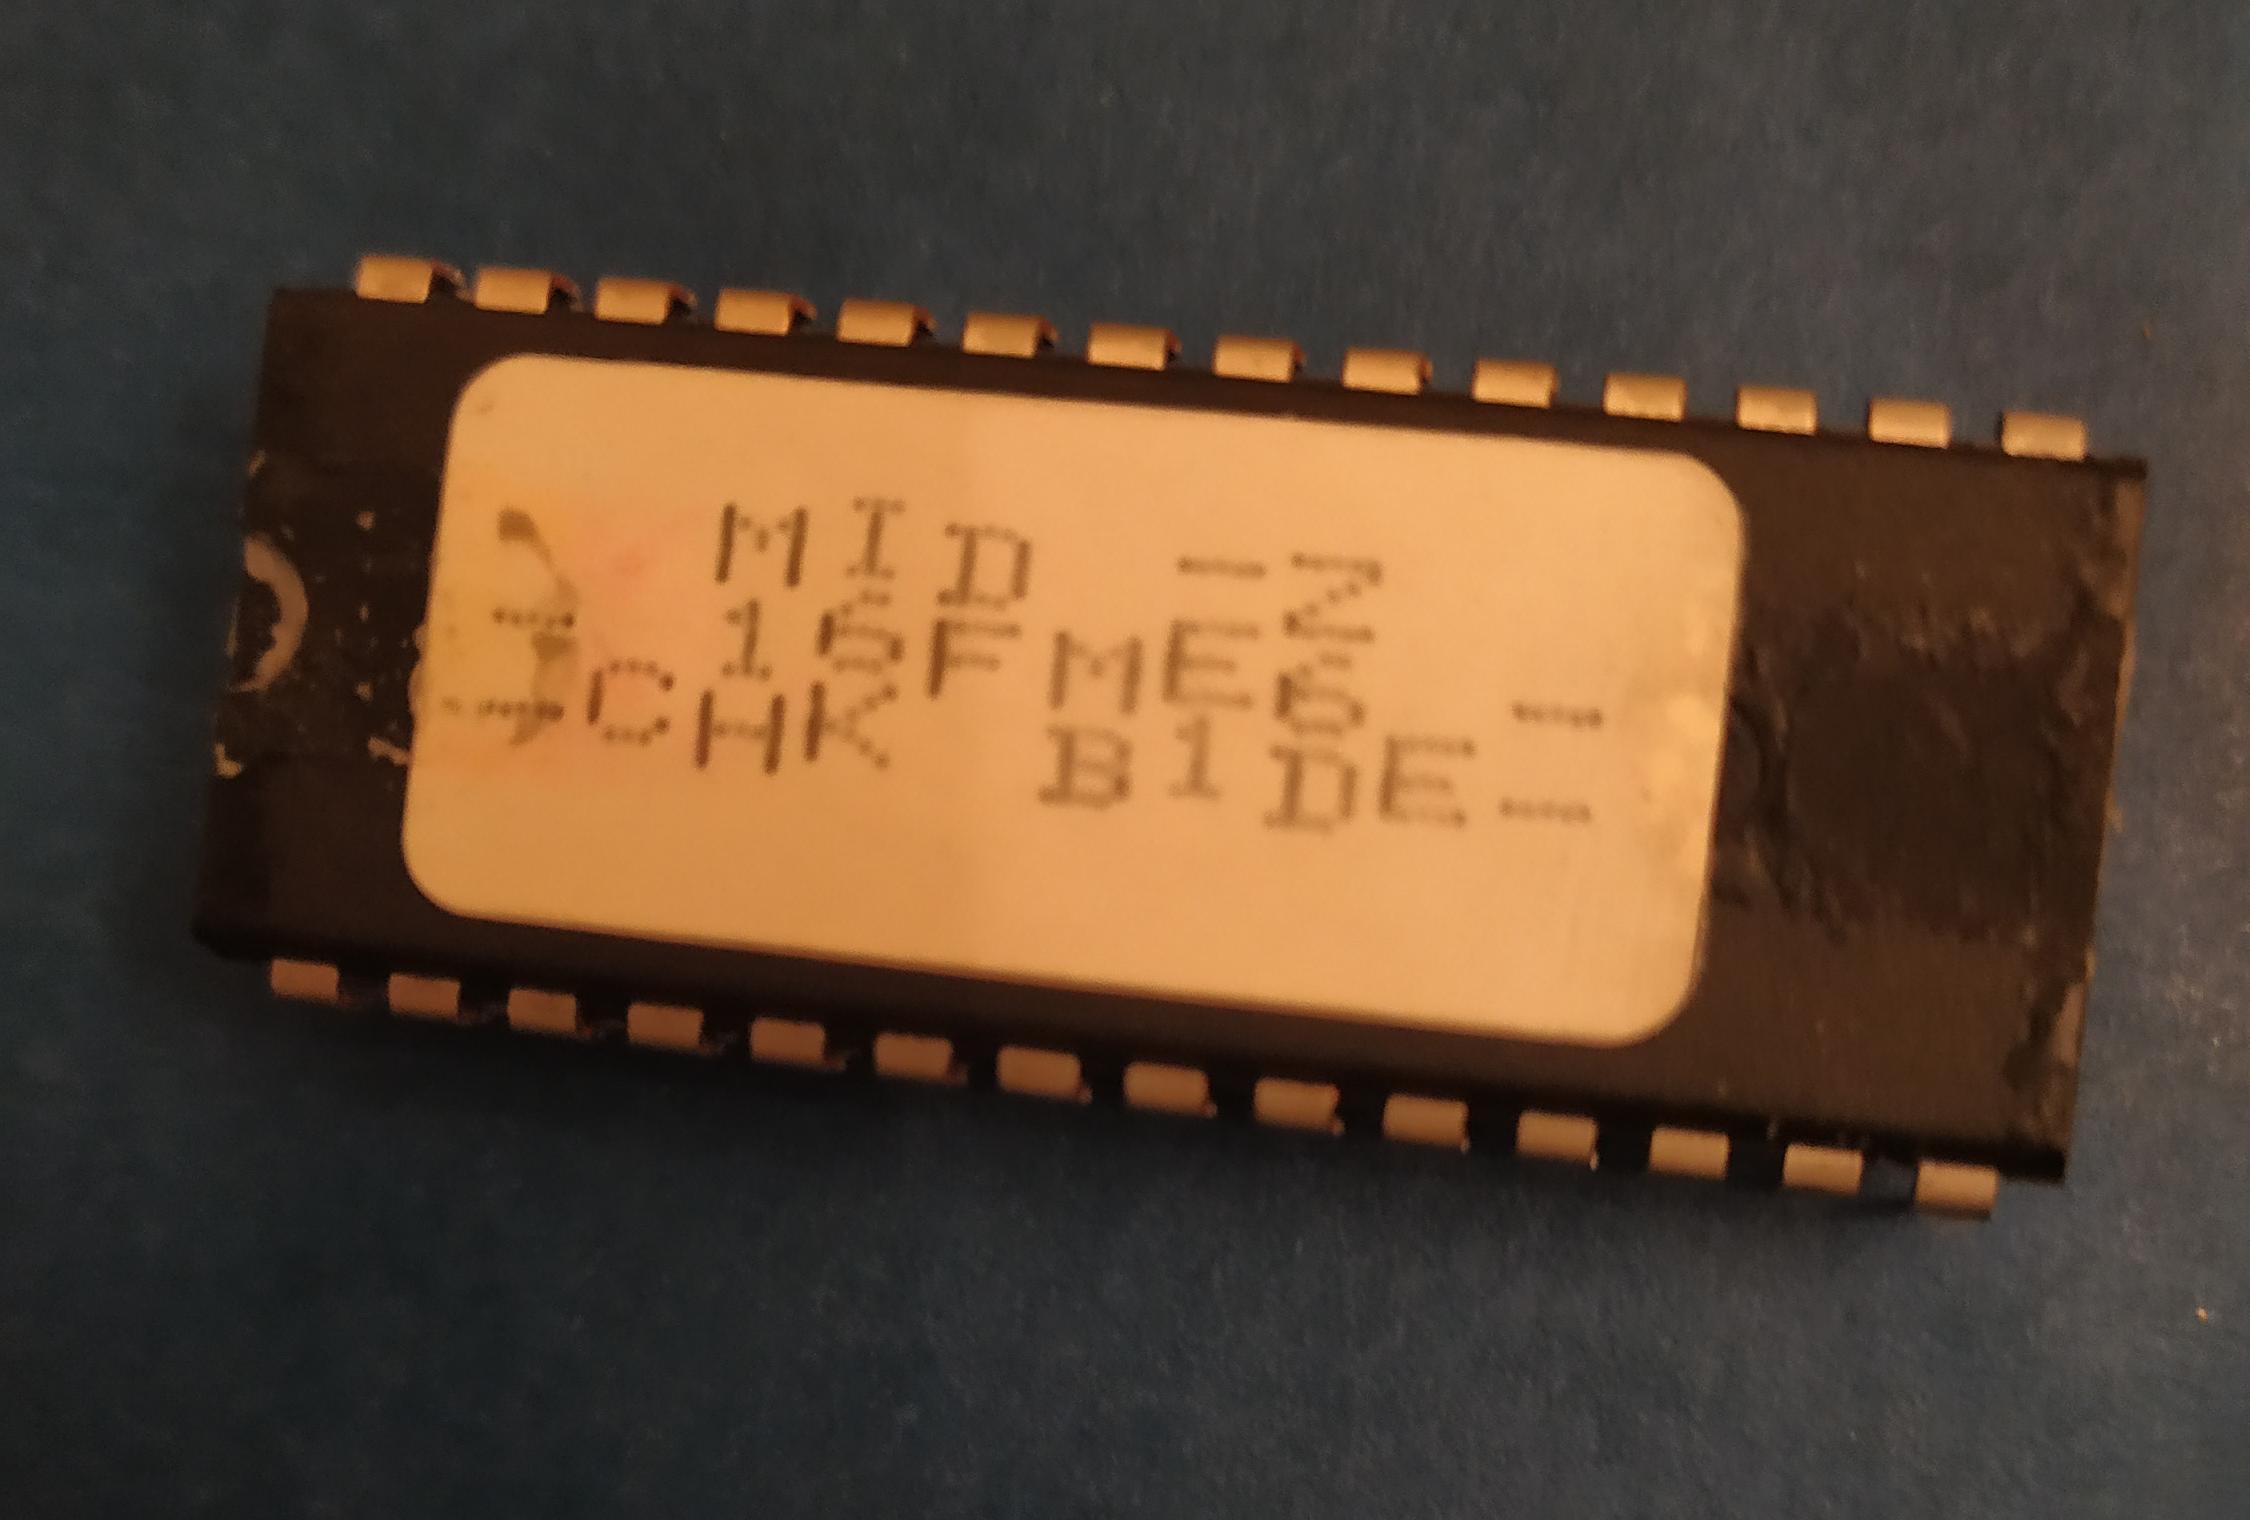 MID -Z
- 16FME6 -
-CHK B1DE-